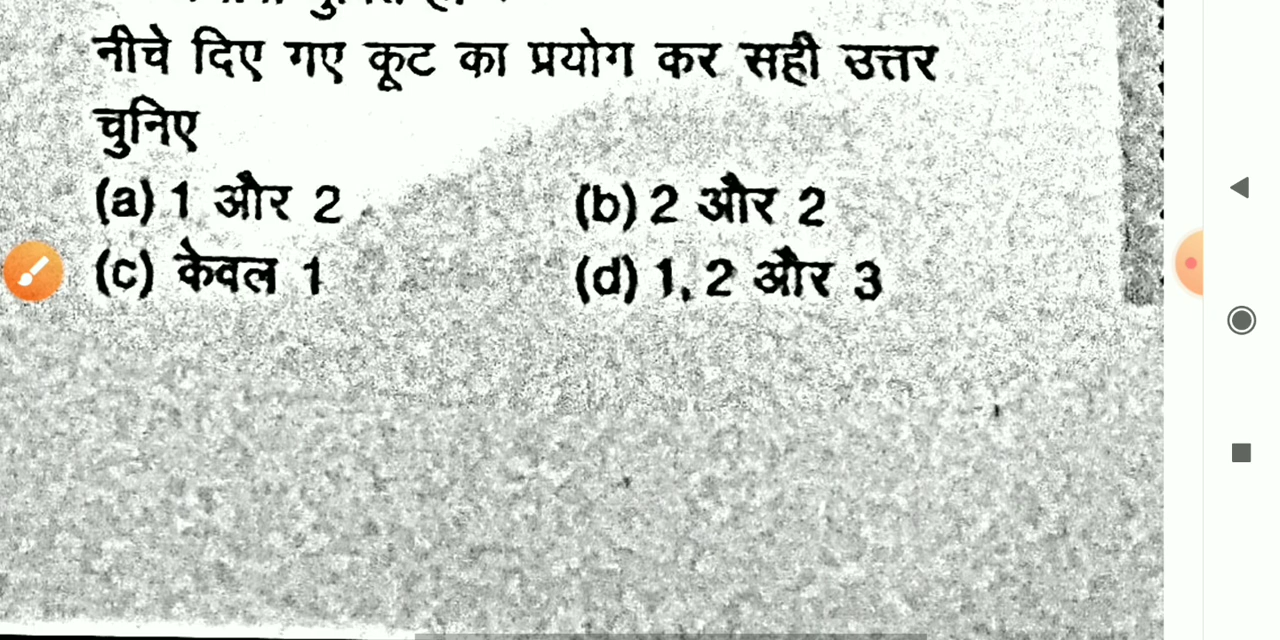 नीचे दिए गए कूट का प्रयोग कर सही उत्तर
चुनिए
(a) 1 और 2 (b) 2 और 2
(c) केवल 1 (d) 1, 2 और 3